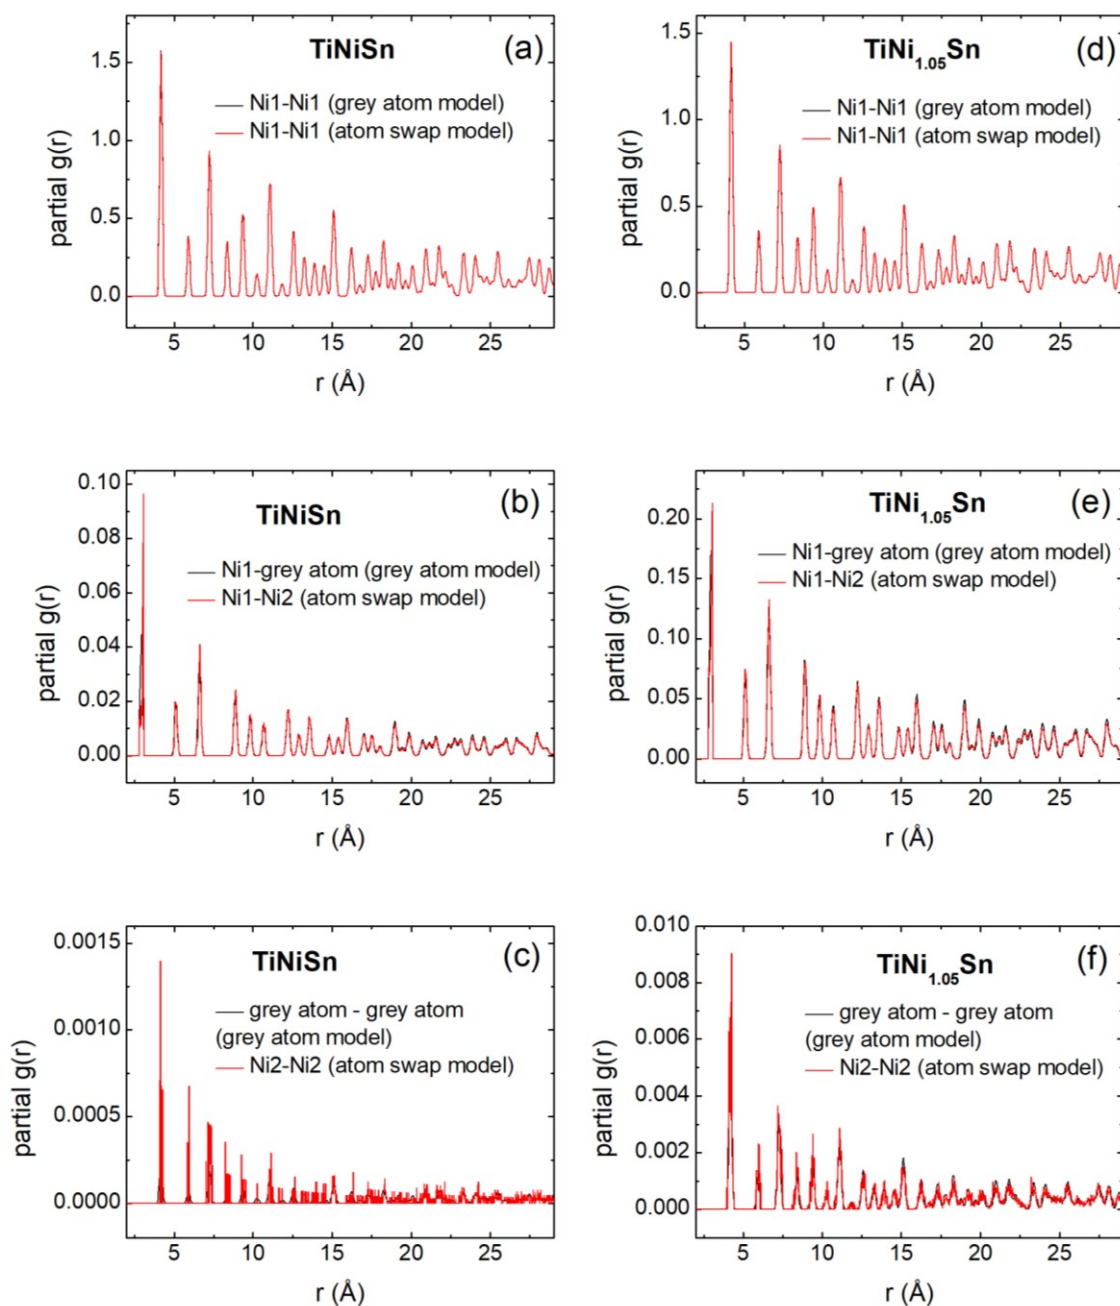 (a)
TiNiSn
Ni1-Ni1 (grey atom model)
Ni1-Ni1 (atom swap model)
partial g(r)
1.5
1.0
0.5
0.0
5 10 15 20 25
r (Å)
(d)
TiNi1.05Sn
Ni1-Ni1 (grey atom model)
Ni1-Ni1 (atom swap model)
partial g(r)
1.5
1.0
0.5
0.0
5 10 15 20 25
r (Å)
(b)
TiNiSn
Ni1-grey atom (grey atom model)
Ni1-Ni2 (atom swap model)
partial g(r)
0.10
0.08
0.06
0.04
0.02
0.00
5 10 15 20 25
r (Å)
(e)
TiNi1.05Sn
Ni1-grey atom (grey atom model)
Ni1-Ni2 (atom swap model)
partial g(r)
0.20
0.15
0.10
0.05
0.00
5 10 15 20 25
r (Å)
(c)
TiNiSn
grey atom - grey atom
(grey atom model)
Ni2-Ni2 (atom swap model)
partial g(r)
0.0015
0.0010
0.0005
0.0000
5 10 15 20 25
r (Å)
(f)
TiNi1.05Sn
grey atom - grey atom
(grey atom model)
Ni2-Ni2 (atom swap model)
partial g(r)
0.010
0.008
0.006
0.004
0.002
0.000
5 10 15 20 25
r (Å)